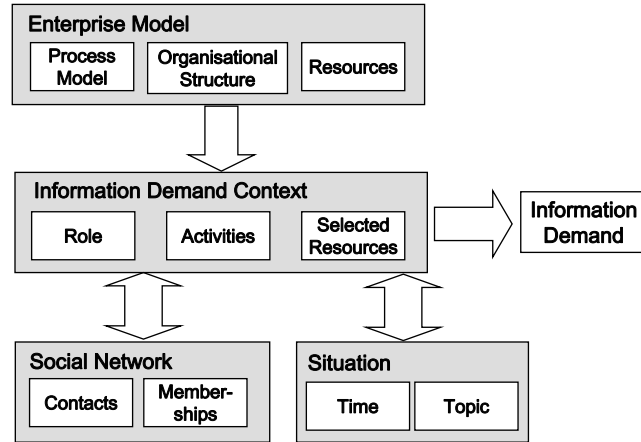 Enterprise Model
Process
Model
Organisational
Structure
Resources
Information Demand Context
Role
Activities
Selected
Resources
Information
Demand
Social Network
Contacts
Member-
ships
Situation
Time
Topic